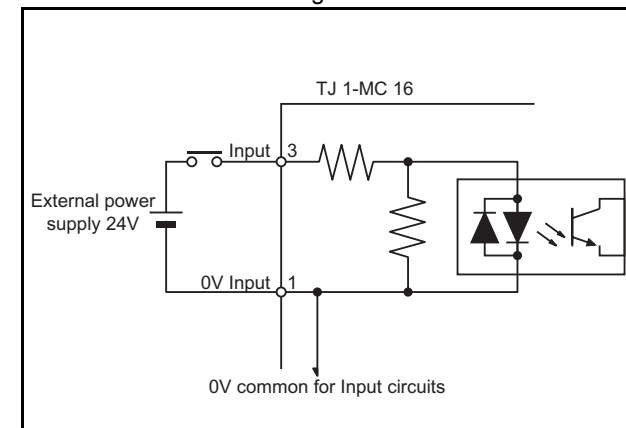 TJ 1-MC 16
Input 3
External power
supply 24V
0V Input 1
0V common for Input circuits